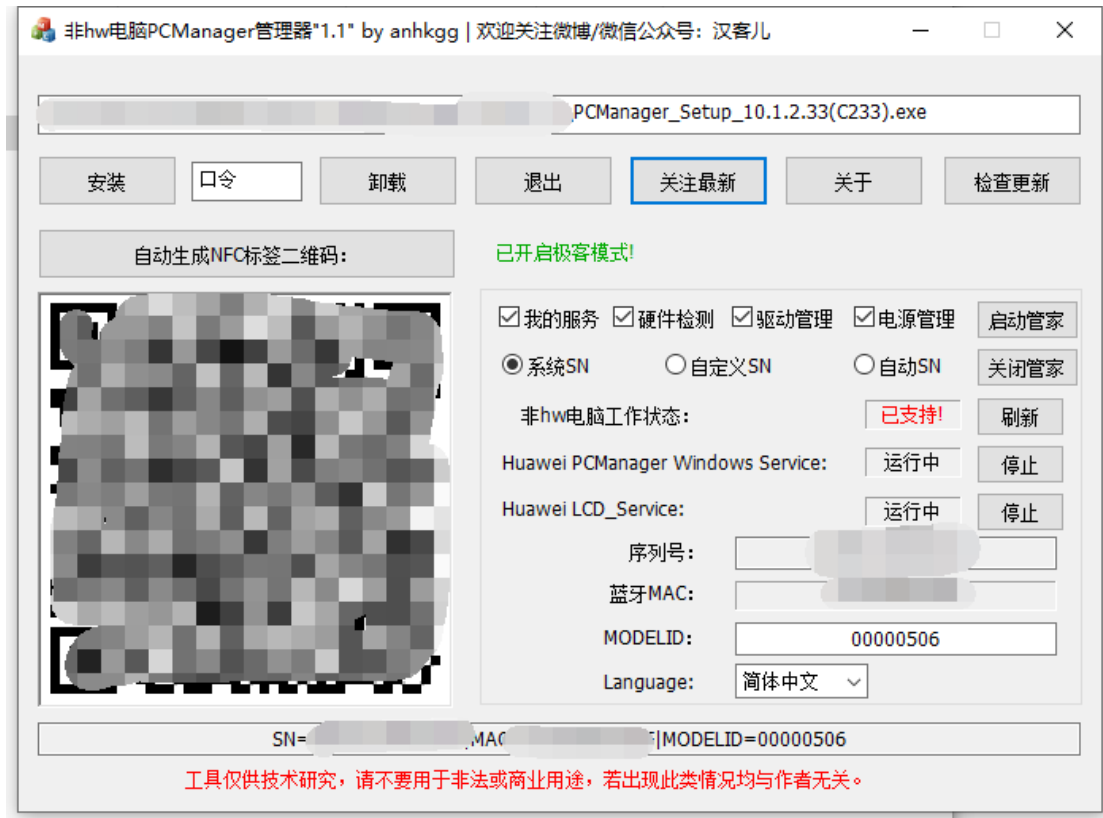 非hw电脑PCManager管理器"1.1" by anhkgg | 欢迎关注微博/微信公众号：汉客儿
PCManager_Setup_10.1.2.33(C233).exe
安装 口令 卸载 退出 关注最新 关于 检查更新
自动生成NFC标签二维码： 已开启极客模式!
我的服务 硬件检测 驱动管理 电源管理 启动管家
系统SN 自定义SN 自动SN 关闭管家
非hw电脑工作状态： 已支持! 刷新
Huawei PCManager Windows Service: 运行中 停止
Huawei LCD_Service: 运行中 停止
序列号：
蓝牙MAC：
MODELID： 00000506
Language: 简体中文
SN= |MAC |MODELID=00000506
工具仅供技术研究，请不要用于非法或商业用途，若出现此类情况均与作者无关。